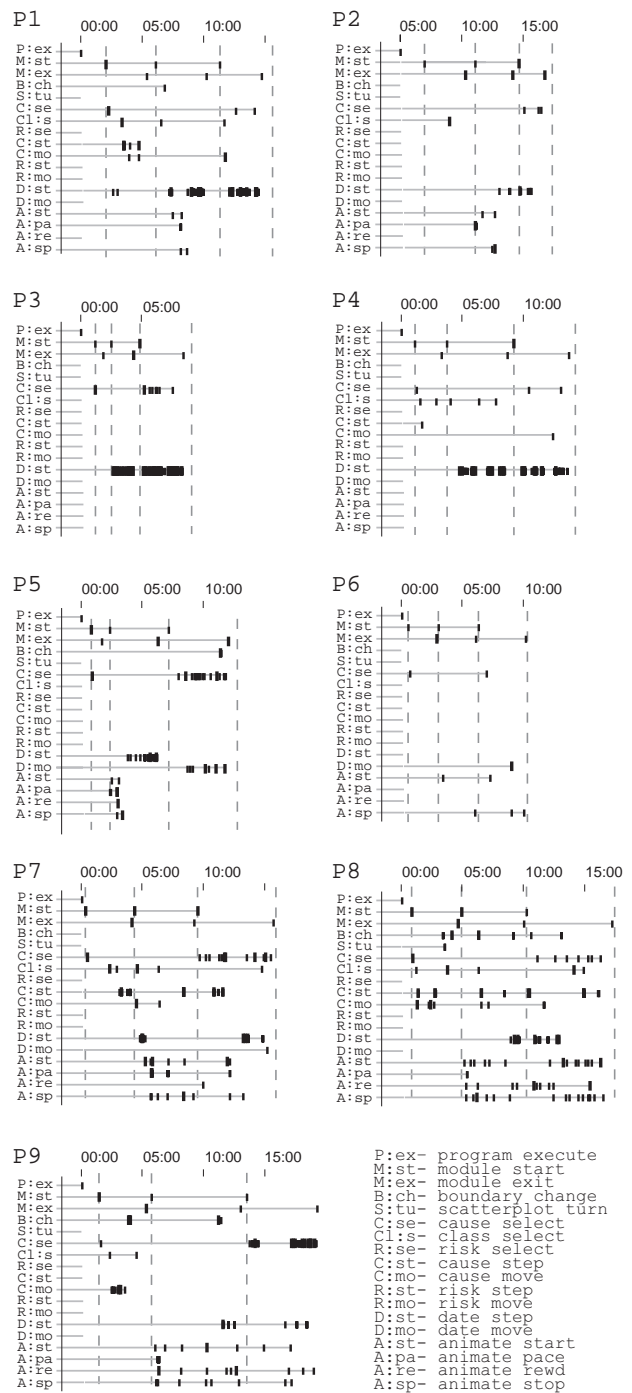 P1
00:00 05:00 10:00
P:ex
M:st
M:ex
B:ch
S:tu
C:se
Cl:s
R:se
C:st
C:mo
R:st
R:mo
D:st
D:mo
A:st
A:pa
A:re
A:sp
P2
05:00 10:00 15:00
P:ex
M:st
M:ex
B:ch
S:tu
C:se
Cl:s
R:se
C:st
C:mo
R:st
R:mo
D:st
D:mo
A:st
A:pa
A:re
A:sp
P3
00:00 05:00
P:ex
M:st
M:ex
B:ch
S:tu
C:se
Cl:s
R:se
C:st
C:mo
R:st
R:mo
D:st
D:mo
A:st
A:pa
A:re
A:sp
P4
00:00 05:00 10:00
P:ex
M:st
M:ex
B:ch
S:tu
C:se
Cl:s
R:se
C:st
C:mo
R:st
R:mo
D:st
D:mo
A:st
A:pa
A:re
A:sp
P5
00:00 05:00 10:00
P:ex
M:st
M:ex
B:ch
S:tu
C:se
Cl:s
R:se
C:st
C:mo
R:st
R:mo
D:st
D:mo
A:st
A:pa
A:re
A:sp
P6
00:00 05:00 10:00
P:ex
M:st
M:ex
B:ch
S:tu
C:se
Cl:s
R:se
C:st
C:mo
R:st
R:mo
D:st
D:mo
A:st
A:pa
A:re
A:sp
P7
00:00 05:00 10:00
P:ex
M:st
M:ex
B:ch
S:tu
C:se
Cl:s
R:se
C:st
C:mo
R:st
R:mo
D:st
D:mo
A:st
A:pa
A:re
A:sp
P8
00:00 05:00 10:00 15:00
P:ex
M:st
M:ex
B:ch
S:tu
C:se
Cl:s
R:se
C:st
C:mo
R:st
R:mo
D:st
D:mo
A:st
A:pa
A:re
A:sp
P9
00:00 05:00 10:00 15:00
P:ex
M:st
M:ex
B:ch
S:tu
C:se
Cl:s
R:se
C:st
C:mo
R:st
R:mo
D:st
D:mo
A:st
A:pa
A:re
A:sp
P:ex- program execute
M:st- module start
M:ex- module exit
B:ch- boundary change
S:tu- scatterplot turn
C:se- cause select
Cl:s- class select
R:se- risk select
C:st- cause step
C:mo- cause move
R:st- risk step
R:mo- risk move
D:st- date step
D:mo- date move
A:st- animate start
A:pa- animate pace
A:re- animate rewd
A:sp- animate stop